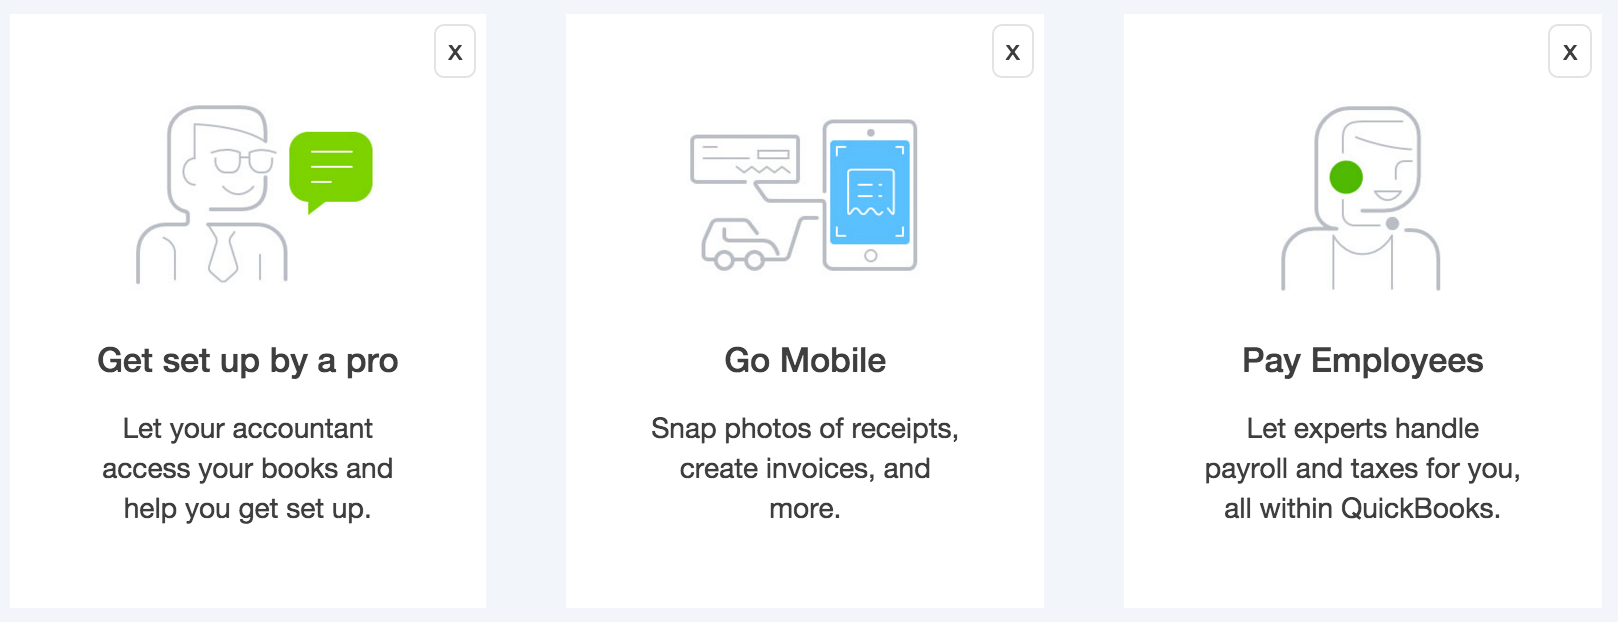 X
Get set up by a pro
Let your accountant
access your books and
help you get set up.
X
Go Mobile
Snap photos of receipts,
create invoices, and
more.
X
Pay Employees
Let experts handle
payroll and taxes for you,
all within QuickBooks.